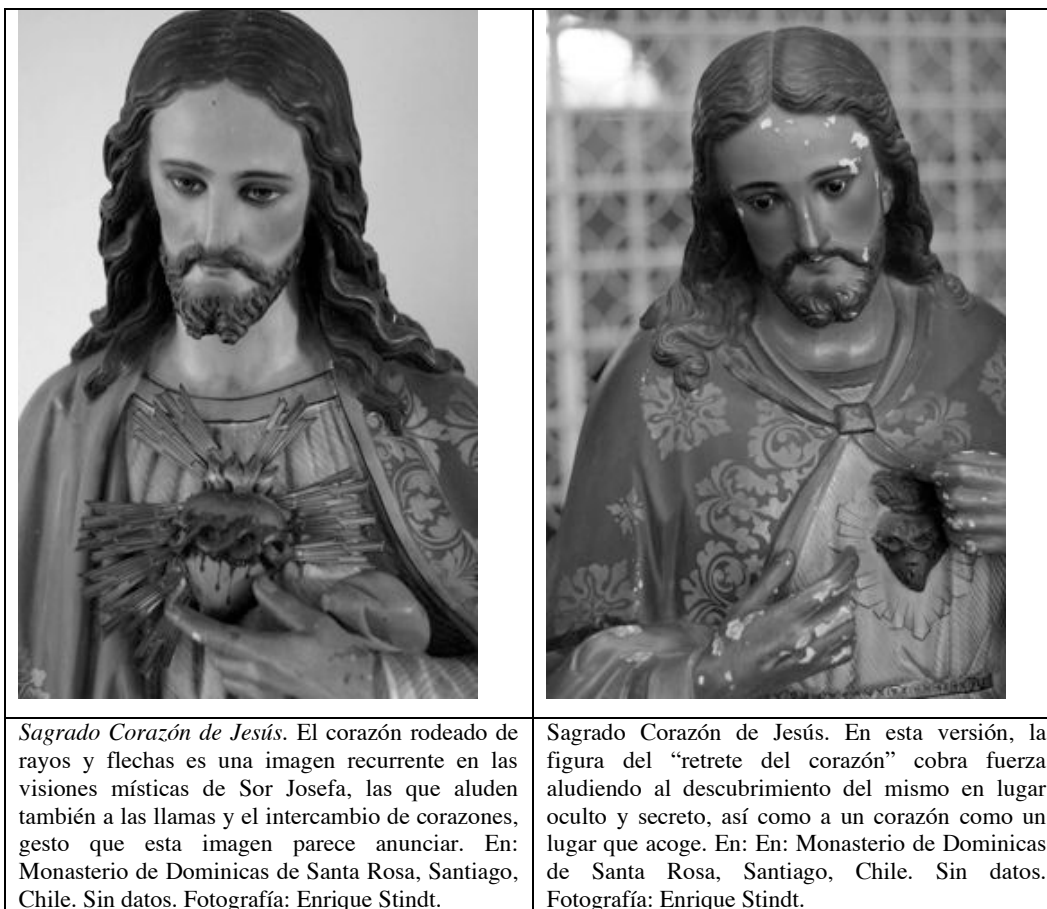 Sagrado Corazón de Jesús. El corazón rodeado de
rayos y flechas es una imagen recurrente en las
visiones místicas de Sor Josefa, las que aluden
también a las llamas y el intercambio de corazones,
gesto que esta imagen parece anunciar. En:
Monasterio de Dominicas de Santa Rosa, Santiago,
Chile. Sin datos. Fotografía: Enrique Stindt.
Sagrado Corazón de Jesús. En esta versión, la
figura del “retrete del corazón” cobra fuerza
aludiendo al descubrimiento del mismo en lugar
oculto y secreto, así como a un corazón como un
lugar que acoge. En: En: Monasterio de Dominicas
de Santa Rosa, Santiago, Chile. Sin datos.
Fotografía: Enrique Stindt.